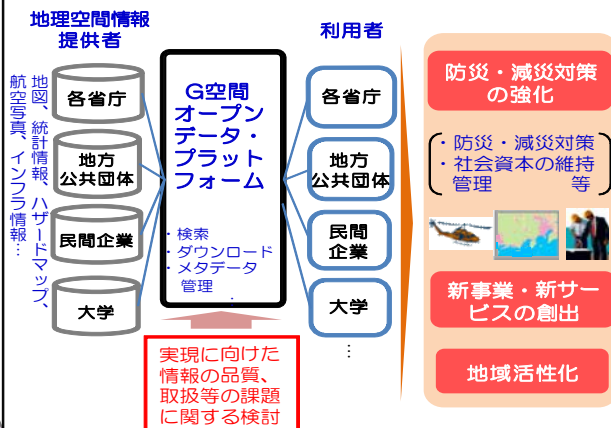 地理空間情報
提供者
利用者
地図、統計情報、ハザードマップ、
航空写真、インフラ情報…
各省庁
地方
公共団体
民間企業
大学
G空間
オープン
データ・
プラット
フォーム
・検索
・ダウンロード
・メタデータ
管理
各省庁
地方
公共団体
民間
企業
大学
…
実現に向けた
情報の品質、
取扱等の課題
に関する検討
防災・減災対策
の強化
・防災・減災対策
・社会資本の維持
管理 等
新事業・新サー
ビスの創出
地域活性化